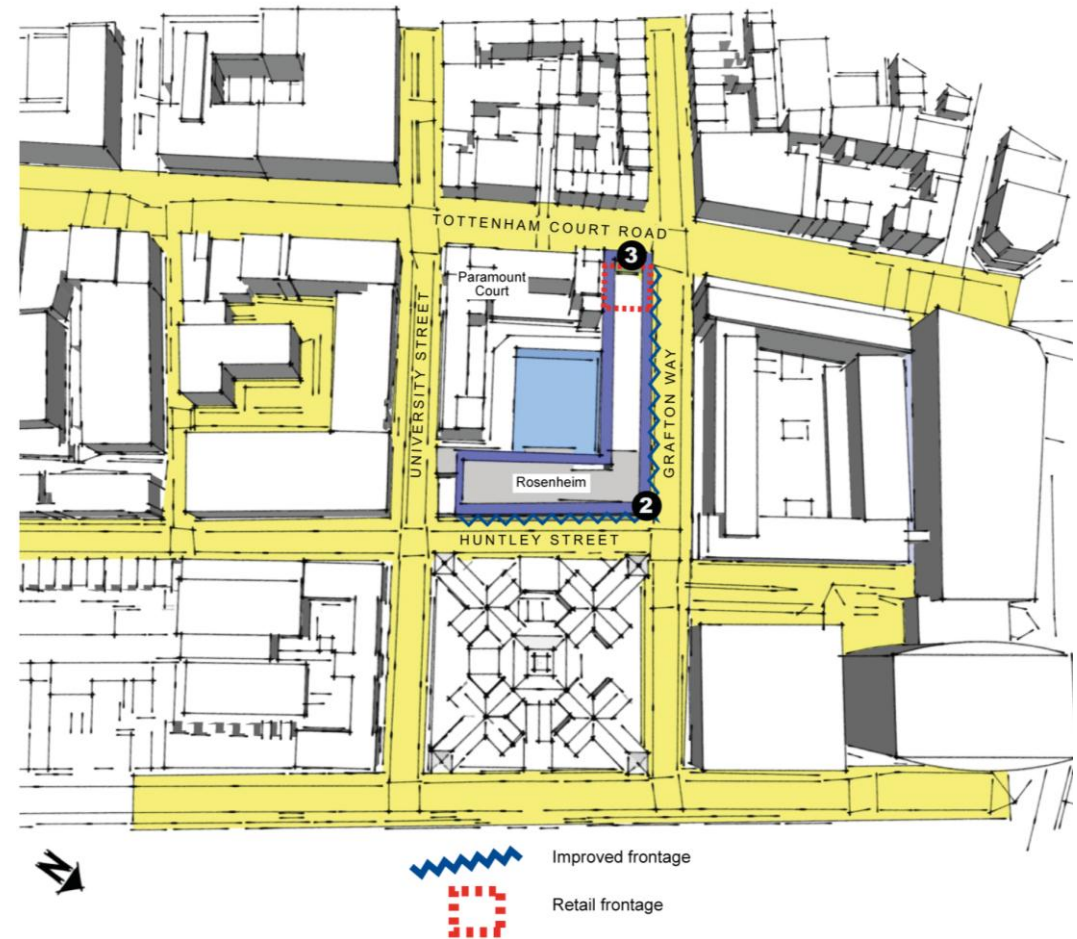 TOTTENHAM COURT ROAD
3
Paramount
Court
UNIVERSITY STREET
GRAFTON WAY
Rosenheim
2
HUNTLEY STREET
N
Improved frontage
Retail frontage